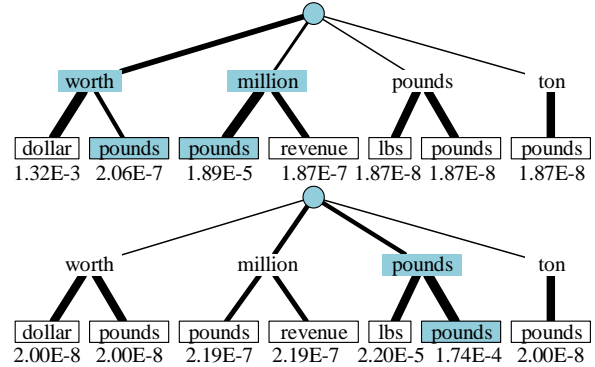 worth million pounds ton
dollar pounds pounds revenue lbs pounds pounds
1.32E-3 2.06E-7 1.89E-5 1.87E-7 1.87E-8 1.87E-8 1.87E-8
worth million pounds ton
dollar pounds pounds revenue lbs pounds pounds
2.00E-8 2.00E-8 2.19E-7 2.19E-7 2.20E-5 1.74E-4 2.00E-8